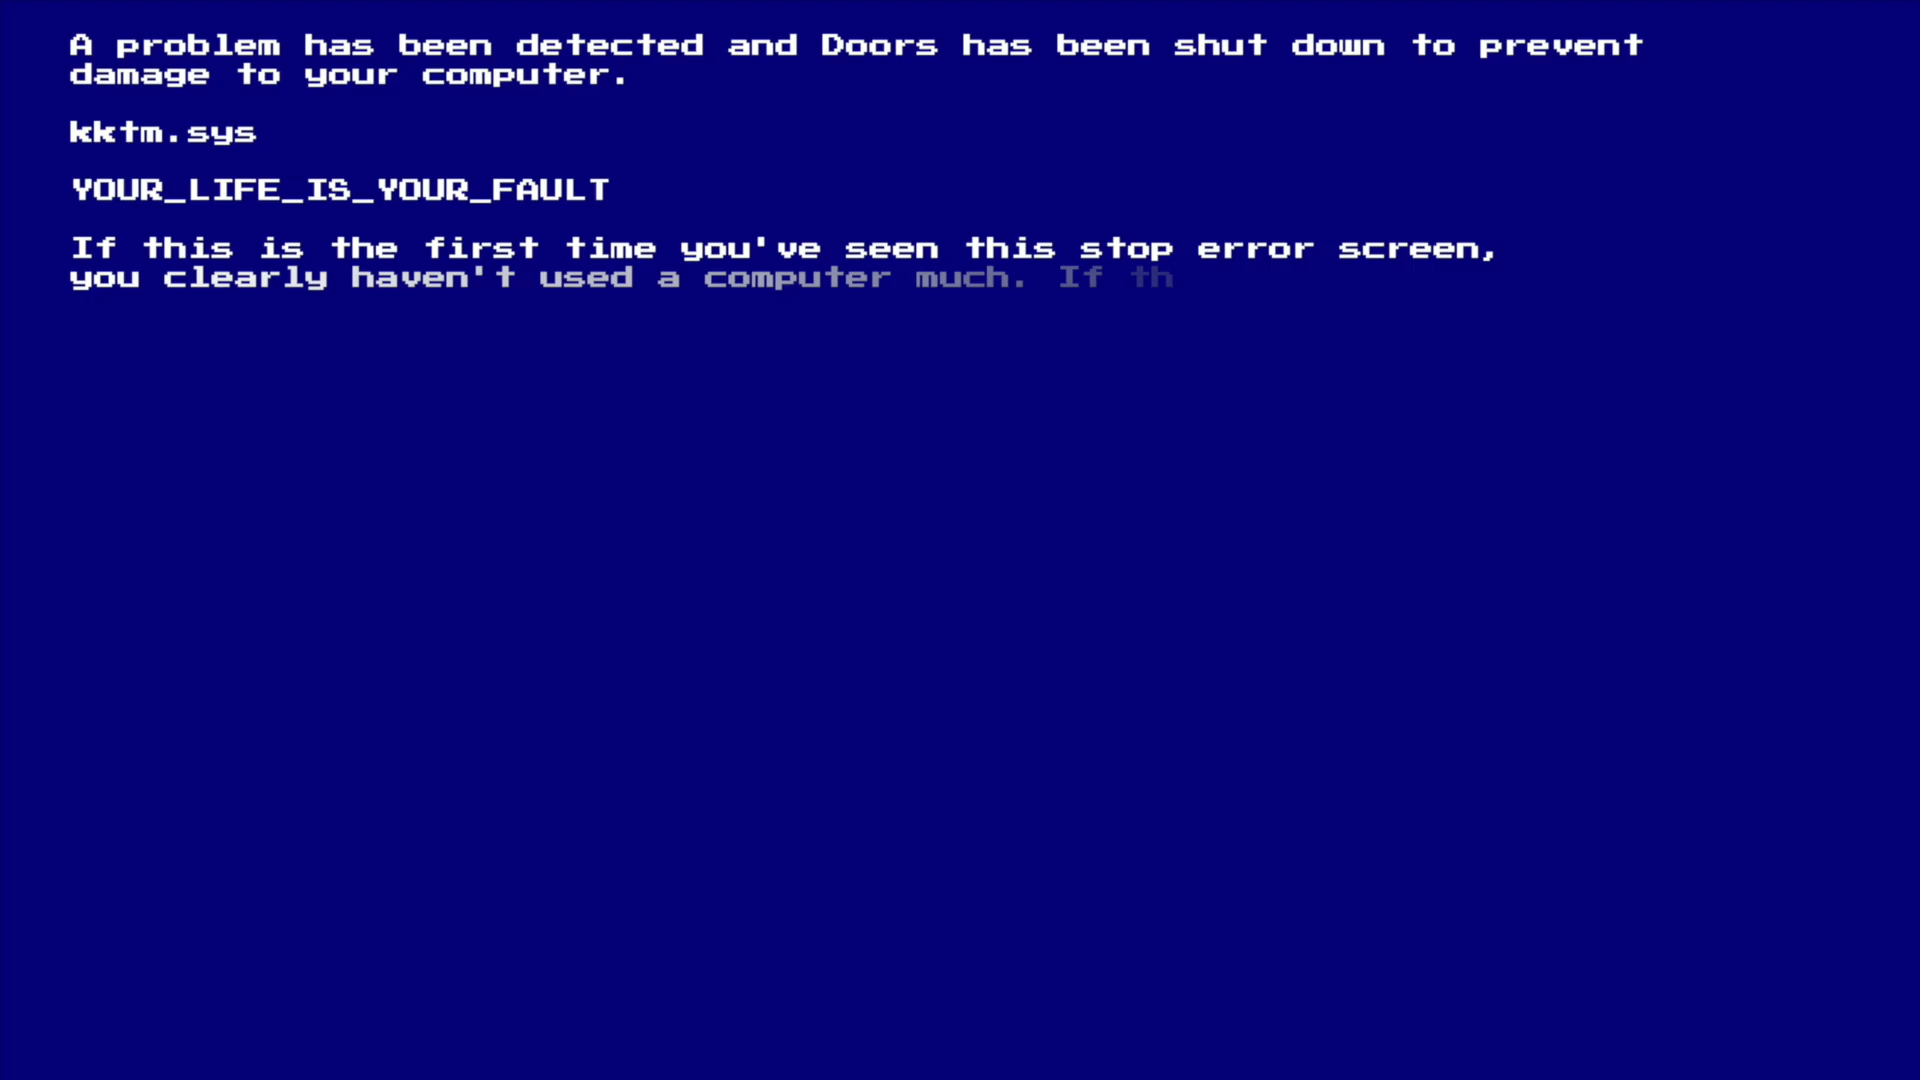 A problem has been detected and Doors has been shut down to prevent
damage to your computer.
kktm.sys
YOUR_LIFE_IS_YOUR_FAULT
If this is the first time you've seen this stop error screen,
you clearly haven't used a computer much. If th